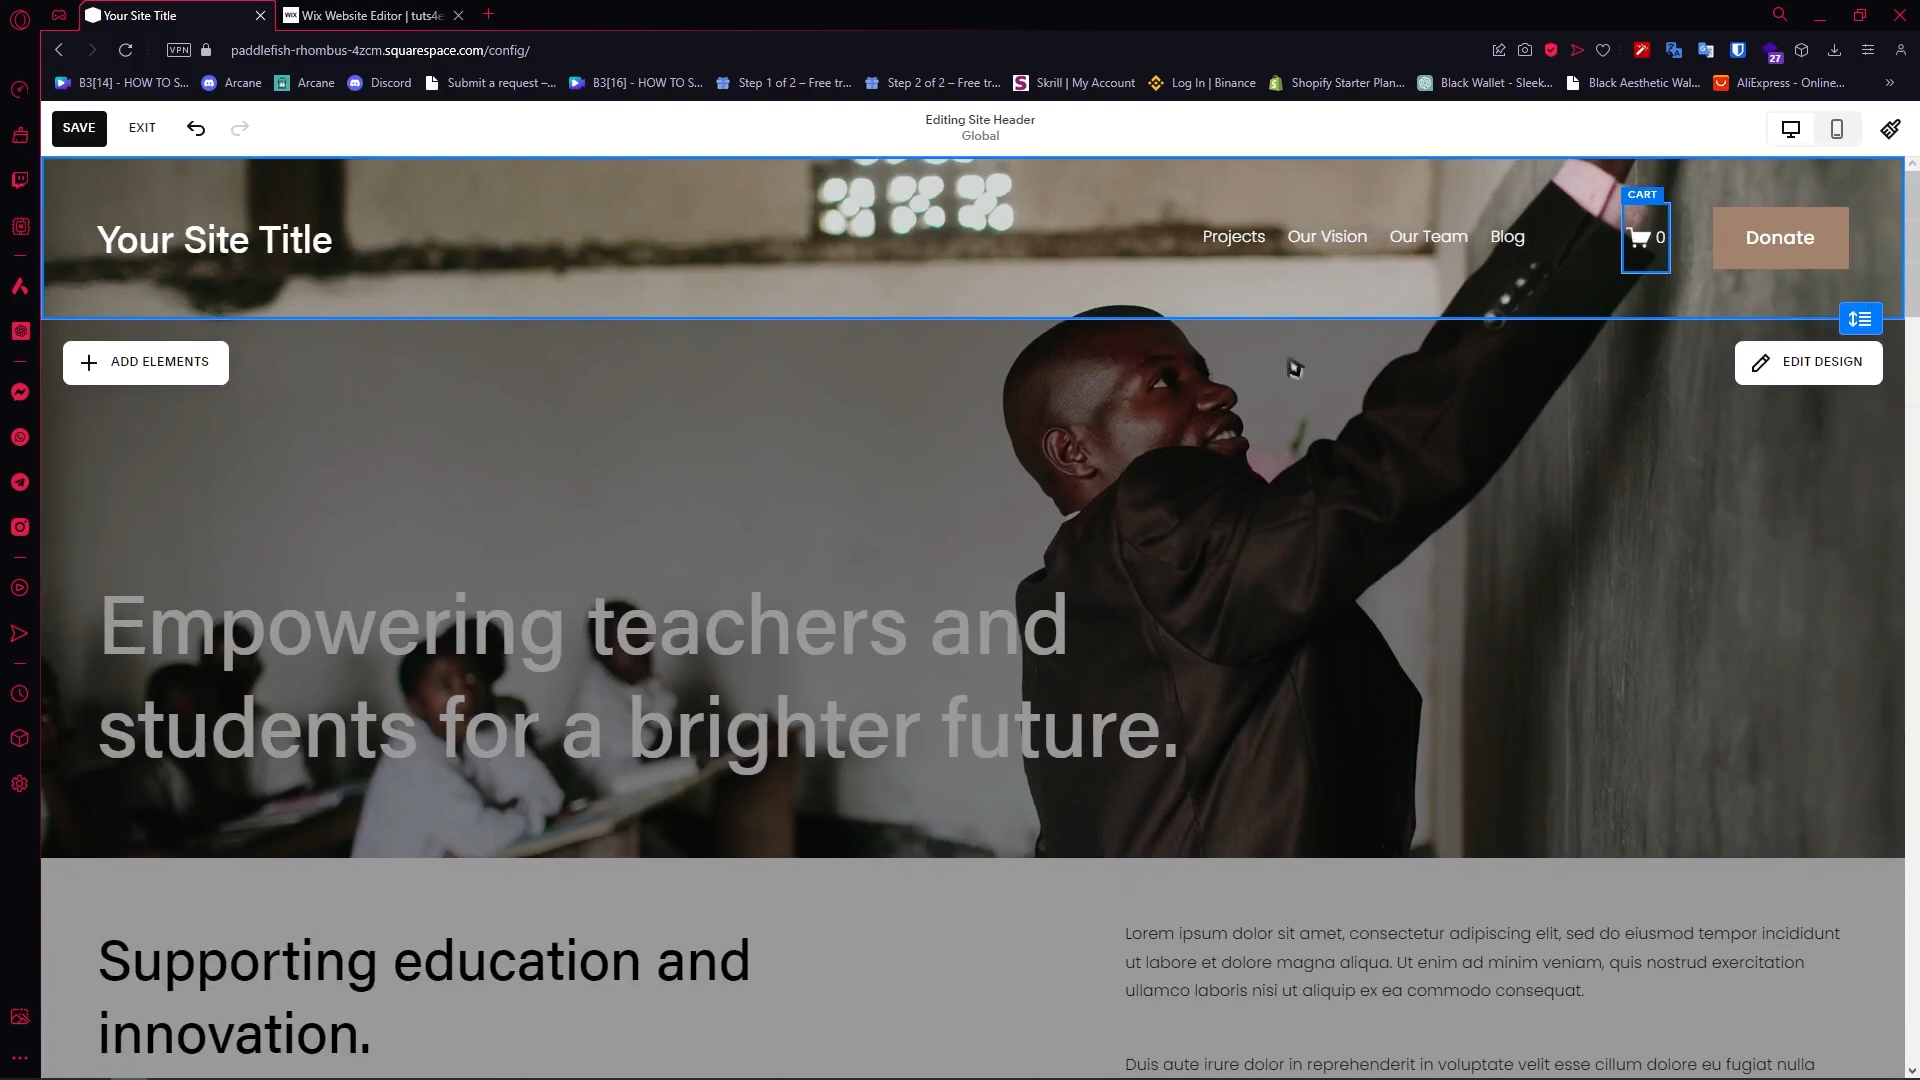 Your Site Title
WiX Wix Website Editor | tuts4e
VPN
paddlefish-rhombus-4zcm.squarespace.com/config/
27
B3[14] - HOW TO S...
Arcane
Arcane
Discord
Submit a request –...
B3[16] - HOW TO S...
Step 1 of 2 – Free tr...
Step 2 of 2 – Free tr...
Skrill | My Account
Log In | Binance
Shopify Starter Plan...
Black Wallet - Sleek...
Black Aesthetic Wal...
AliExpress - Online...
SAVE
EXIT
Editing Site Header
Global
CART
Your Site Title
Projects
Our Vision
Our Team
Blog
0
Donate
ADD ELEMENTS
EDIT DESIGN
Empowering teachers and
students for a brighter future.
Supporting education and
innovation.
Lorem ipsum dolor sit amet, consectetur adipiscing elit, sed do eiusmod tempor incididunt
ut labore et dolore magna aliqua. Ut enim ad minim veniam, quis nostrud exercitation
ullamco laboris nisi ut aliquip ex ea commodo consequat.
Duis aute irure dolor in reprehenderit in voluptate velit esse cillum dolore eu fugiat nulla